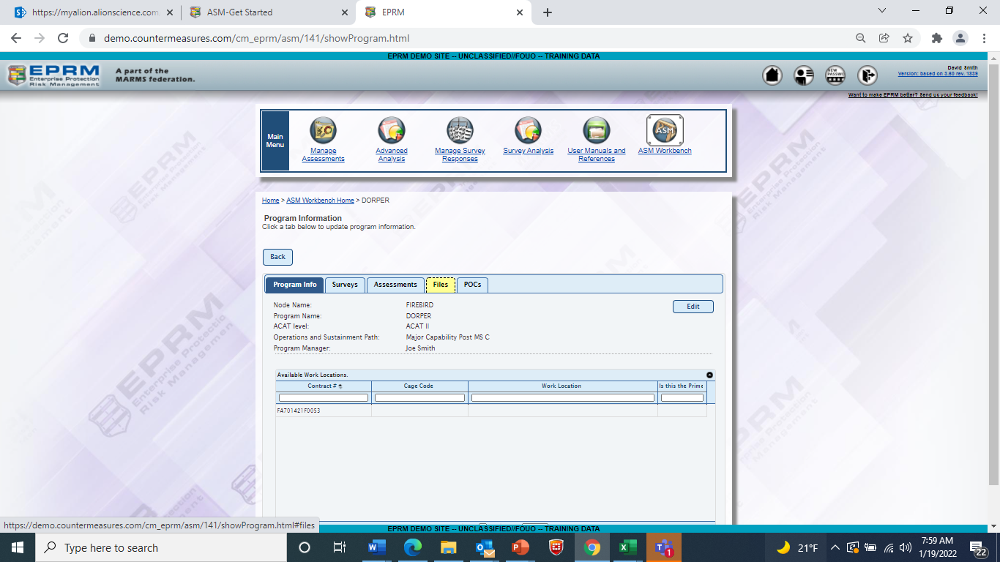 https://myalion.alionscience.com
ASM-Get Started
EPRM
demo.countermeasures.com/cm_eprm/asm/141/showProgram.html
EPRM DEMO SITE -- UNCLASSIFIED//FOUO -- TRAINING DATA
EPRM
Enterprise Protection
Risk Management
A part of the
MARMS federation.
NEW
David Smith
Version: based on 3.60 rev. 1839
Want to make EPRM better? Send us your feedback!
Main
Menu
Manage
Assessments
Advanced
Analysis
Manage Survey
Responses
Survey Analysis
User Manuals and
References
ASM
ASM Workbench
Home > ASM Workbench Home > DORPER
Program Information
Click a tab below to update program information.
Back
Program Info
Surveys
Assessments
Files
POCs
Node Name: FIREBIRD
Edit
Program Name: DORPER
ACAT level: ACAT II
Operations and Sustainment Path: Major Capability Post MS C
Program Manager: Joe Smith
Available Work Locations.
Contract # Cage Code Work Location Is this the Prime
FA701421F0053
https://demo.countermeasures.com/cm_eprm/asm/141/showProgram.html#files
EPRM DEMO SITE -- UNCLASSIFIED//FOUO -- TRAINING DATA
Type here to search
1
21°F
7:59 AM
1/19/2022
22